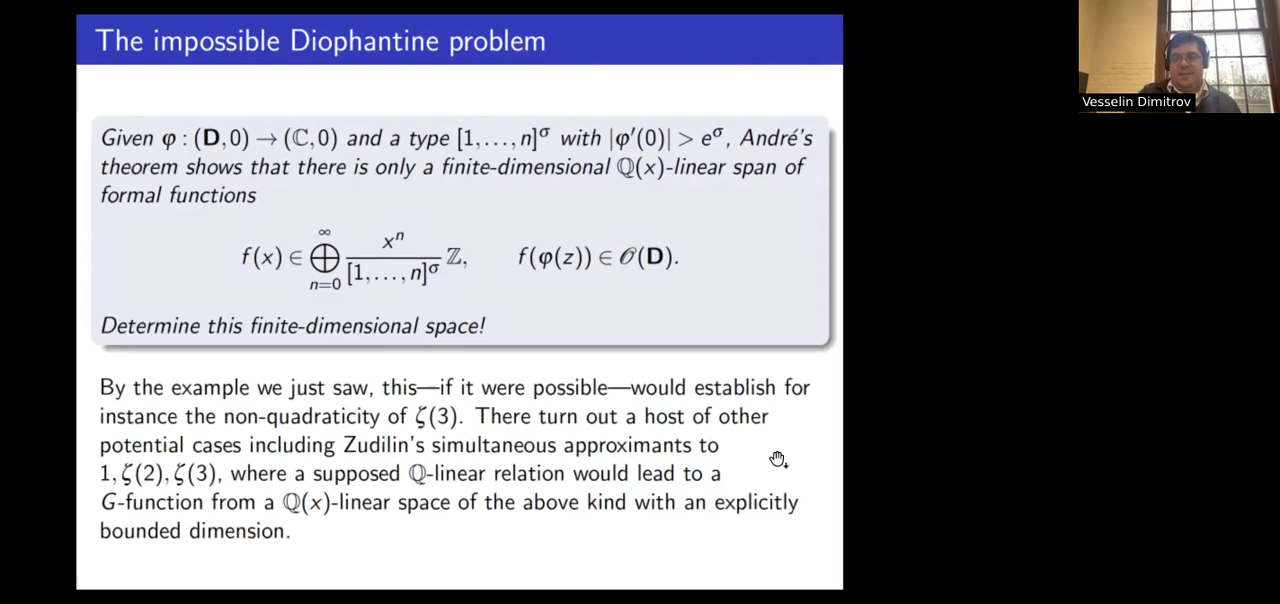 The impossible Diophantine problem
Given φ : (D, 0) → (ℂ, 0) and a type [1, . . . , n]^σ with |φ′(0)| > e^σ, André’s
theorem shows that there is only a finite-dimensional ℚ(x)-linear span of
formal functions
f(x) ∈ ⊕_{n=0}^{∞} x^n / [1, . . . , n]^σ ℤ, f(φ(z)) ∈ 𝒪(D).
Determine this finite-dimensional space!
By the example we just saw, this—if it were possible—would establish for
instance the non-quadraticity of ζ(3). There turn out a host of other
potential cases including Zudilin’s simultaneous approximants to
1, ζ(2), ζ(3), where a supposed ℚ-linear relation would lead to a
G-function from a ℚ(x)-linear space of the above kind with an explicitly
bounded dimension.
Vesselin Dimitrov